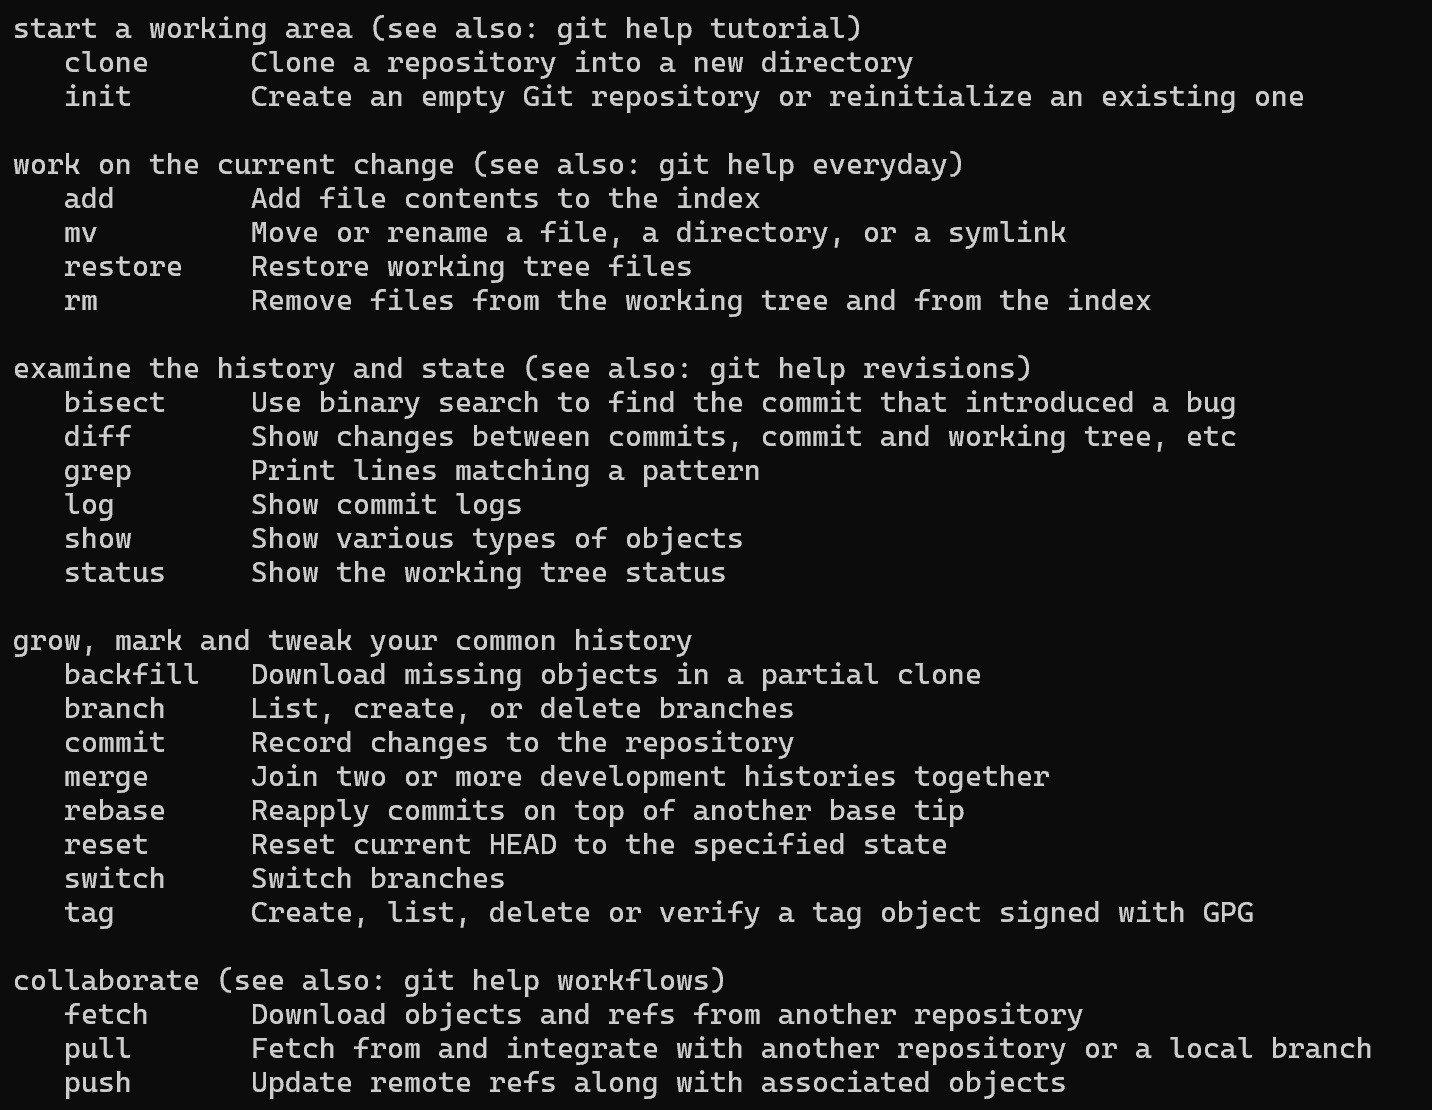 start a working area (see also: git help tutorial)
   clone      Clone a repository into a new directory
   init       Create an empty Git repository or reinitialize an existing one

work on the current change (see also: git help everyday)
   add        Add file contents to the index
   mv         Move or rename a file, a directory, or a symlink
   restore    Restore working tree files
   rm         Remove files from the working tree and from the index

examine the history and state (see also: git help revisions)
   bisect     Use binary search to find the commit that introduced a bug
   diff       Show changes between commits, commit and working tree, etc
   grep       Print lines matching a pattern
   log        Show commit logs
   show       Show various types of objects
   status     Show the working tree status

grow, mark and tweak your common history
   backfill   Download missing objects in a partial clone
   branch     List, create, or delete branches
   commit     Record changes to the repository
   merge      Join two or more development histories together
   rebase     Reapply commits on top of another base tip
   reset      Reset current HEAD to the specified state
   switch     Switch branches
   tag        Create, list, delete or verify a tag object signed with GPG

collaborate (see also: git help workflows)
   fetch      Download objects and refs from another repository
   pull       Fetch from and integrate with another repository or a local branch
   push       Update remote refs along with associated objects